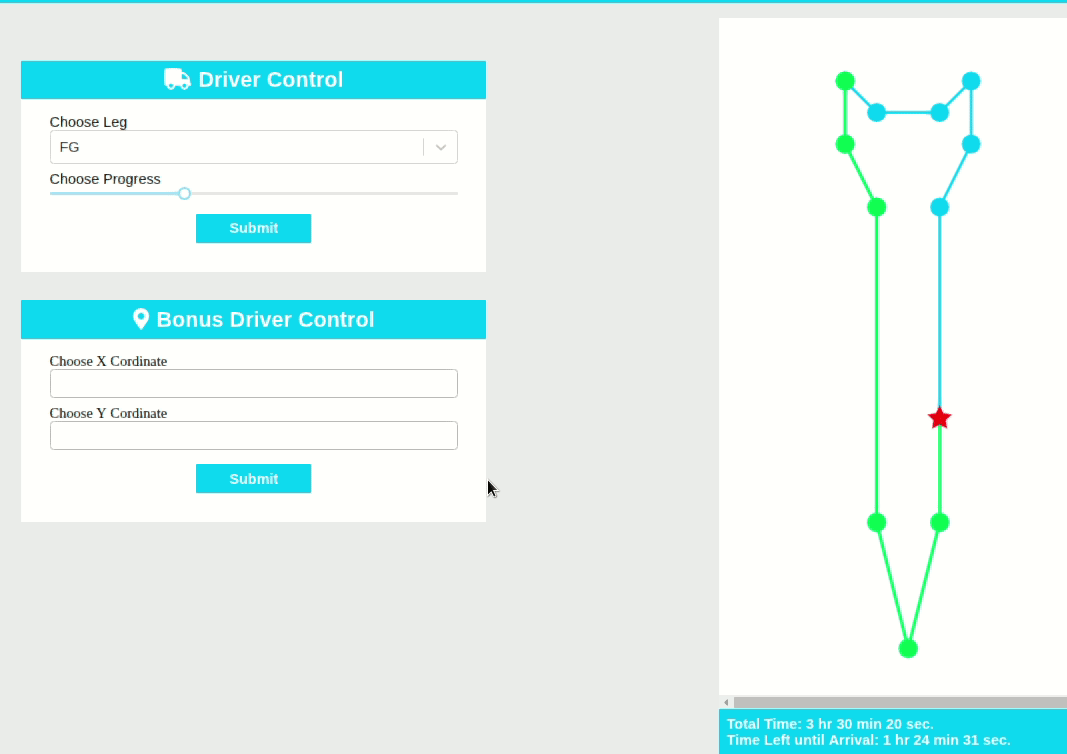 Driver Control
Choose Leg
FG
Choose Progress
Submit
Bonus Driver Control
Choose X Cordinate
Choose Y Cordinate
Submit
Total Time: 3 hr 30 min 20 sec.
Time Left until Arrival: 1 hr 24 min 31 sec.